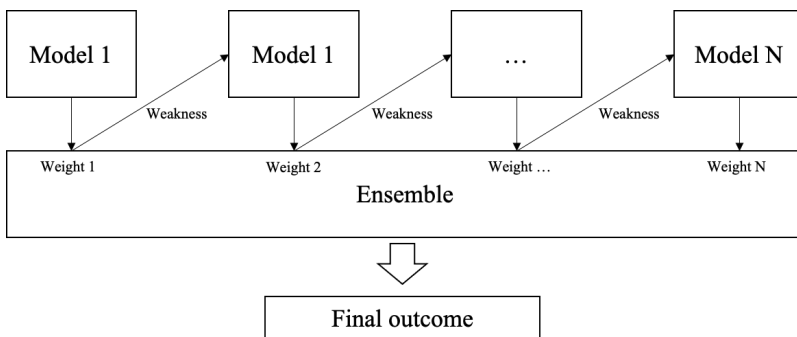 Model 1
Model 1
...
Model N
Weakness
Weakness
Weakness
Weight 1
Weight 2
Weight ...
Weight N
Ensemble
Final outcome